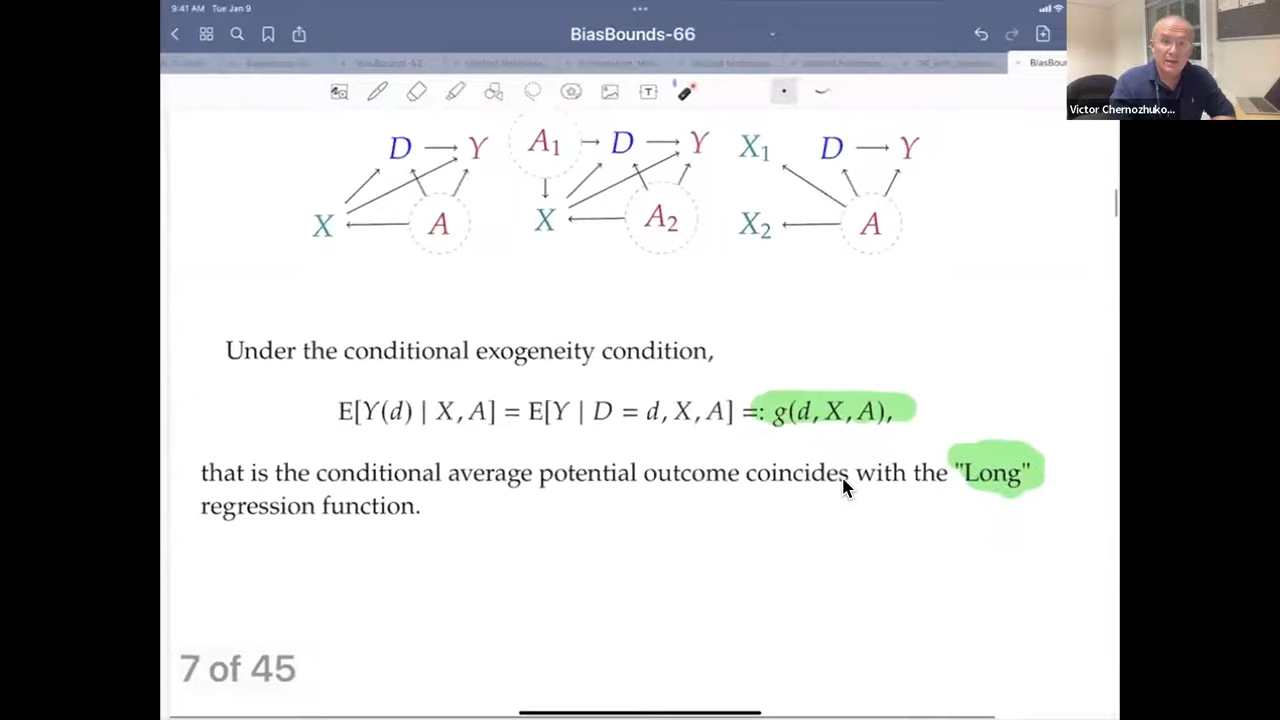 9:41 AM Tue Jan 9
BiasBounds-66
BiasBoun
Victor Chernozhuko...
D Y A1 D Y X1 D Y
X A X A2 X2 A
Under the conditional exogeneity condition,
E[Y(d) | X, A] = E[Y | D = d, X, A] =: g(d, X, A),
that is the conditional average potential outcome coincides with the "Long"
regression function.
7 of 45